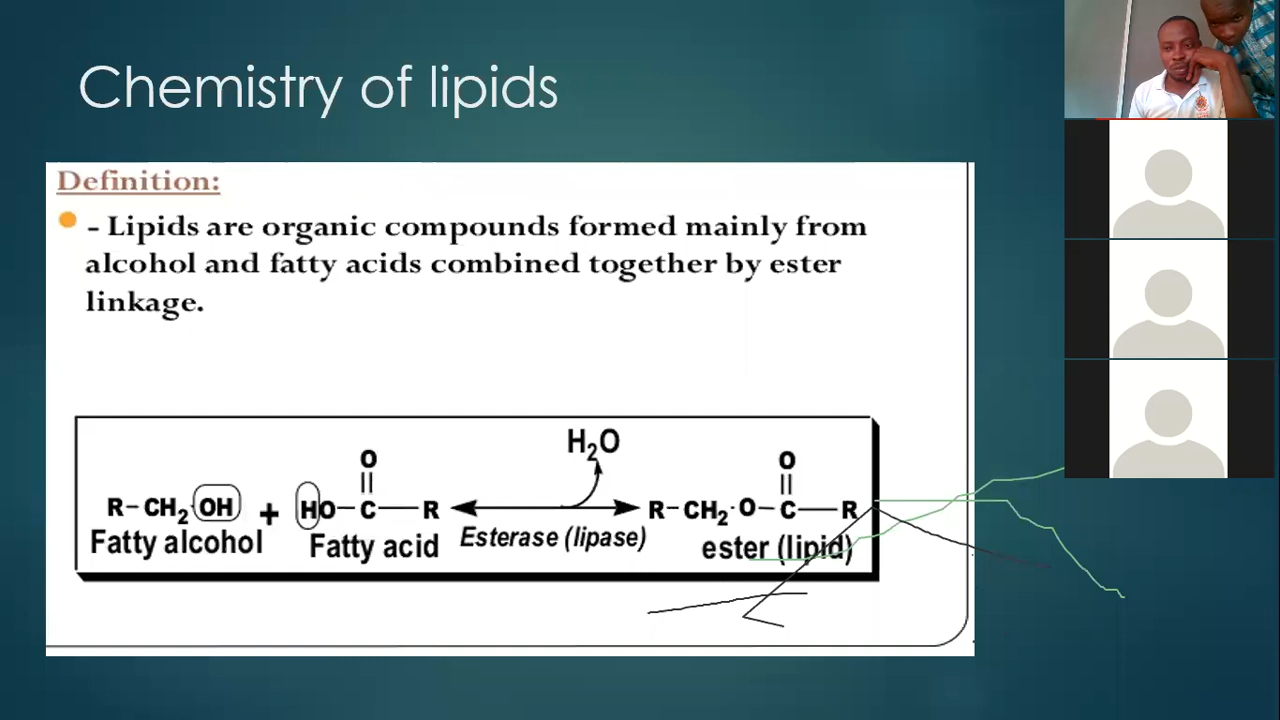 Chemistry of lipids
Definition:
- Lipids are organic compounds formed mainly from
alcohol and fatty acids combined together by ester
linkage.
H2O
O
O
R-CH2 OH + HO-C-R
R-CH2·O-C-R
Fatty alcohol
Fatty acid
Esterase (lipase)
ester (lipid)